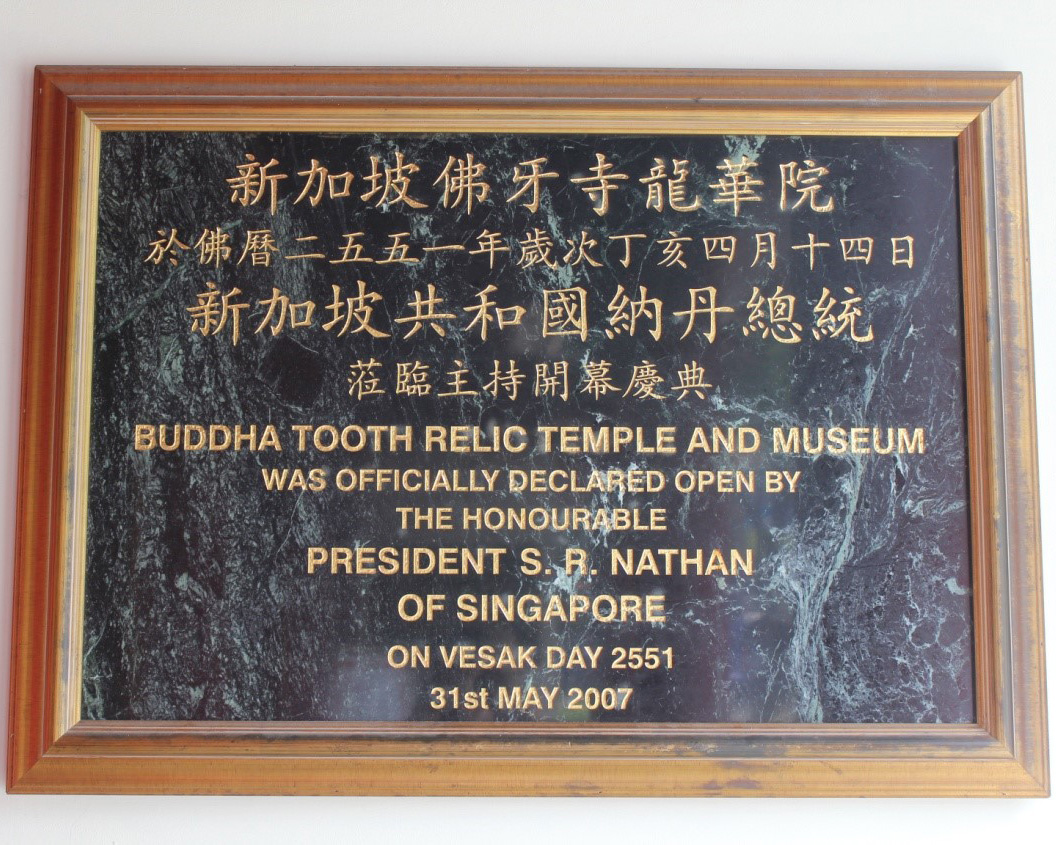 新加坡佛牙寺龍華院
於佛曆二五五一年歲次丁亥四月十四日
新加坡共和國納丹總統
蒞臨主持開幕慶典
BUDDHA TOOTH RELIC TEMPLE AND MUSEUM
WAS OFFICIALLY DECLARED OPEN BY
THE HONOURABLE
PRESIDENT S. R. NATHAN
OF SINGAPORE
ON VESAK DAY 2551
31st MAY 2007